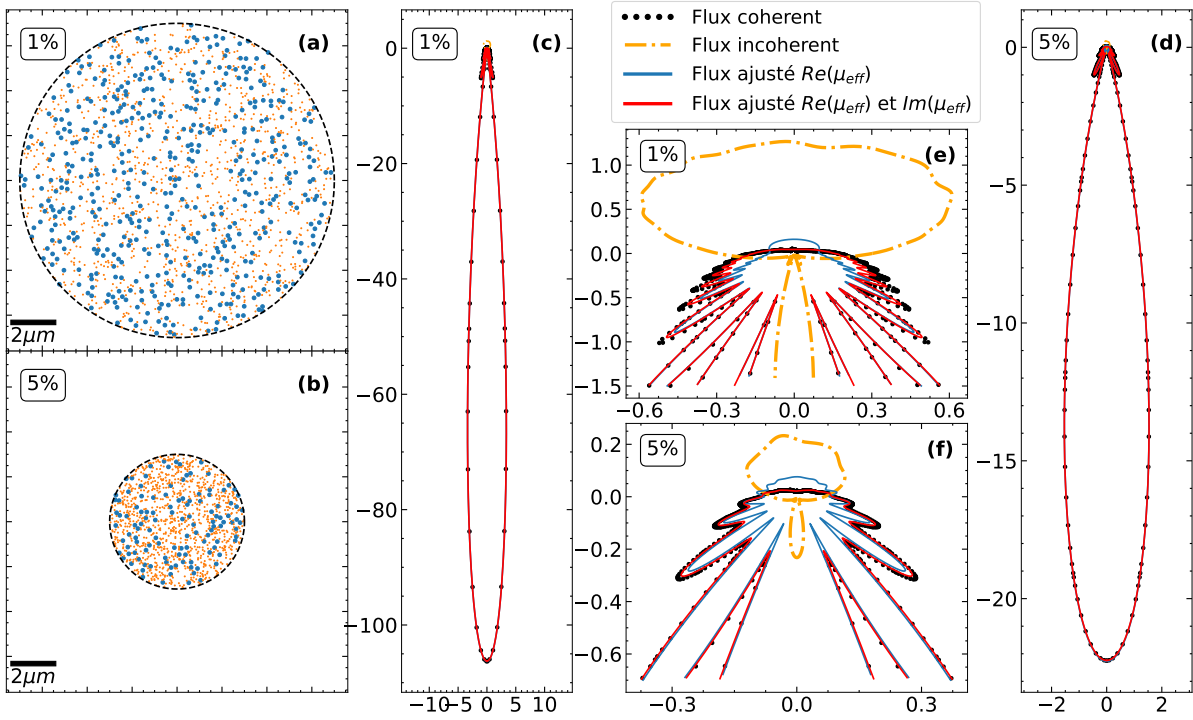 1%
(a)
2μm
5%
(b)
2μm
1%
(c)
0
−20
−40
−60
−80
−100
−10 −5 0 5 10
Flux coherent
Flux incoherent
Flux ajusté Re(μeff)
Flux ajusté Re(μeff) et Im(μeff)
1%
(e)
1.0
0.5
0.0
−0.5
−1.0
−1.5
−0.6 −0.3 0.0 0.3 0.6
5%
(f)
0.2
0.0
−0.2
−0.4
−0.6
−0.3 0.0 0.3
5%
(d)
0
−5
−10
−15
−20
−2 0 2